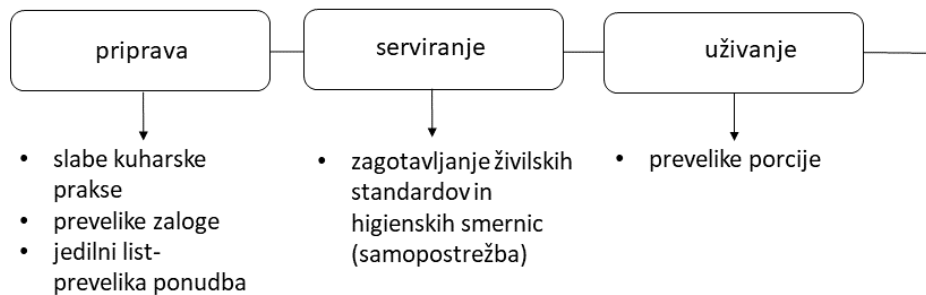 priprava
serviranje
uživanje
• slabe kuharske
prakse
• prevelike zaloge
• jedilni list-
prevelika ponudba
• zagotavljanje živilskih
standardov in
higienskih smernic
(samopostrežba)
• prevelike porcije